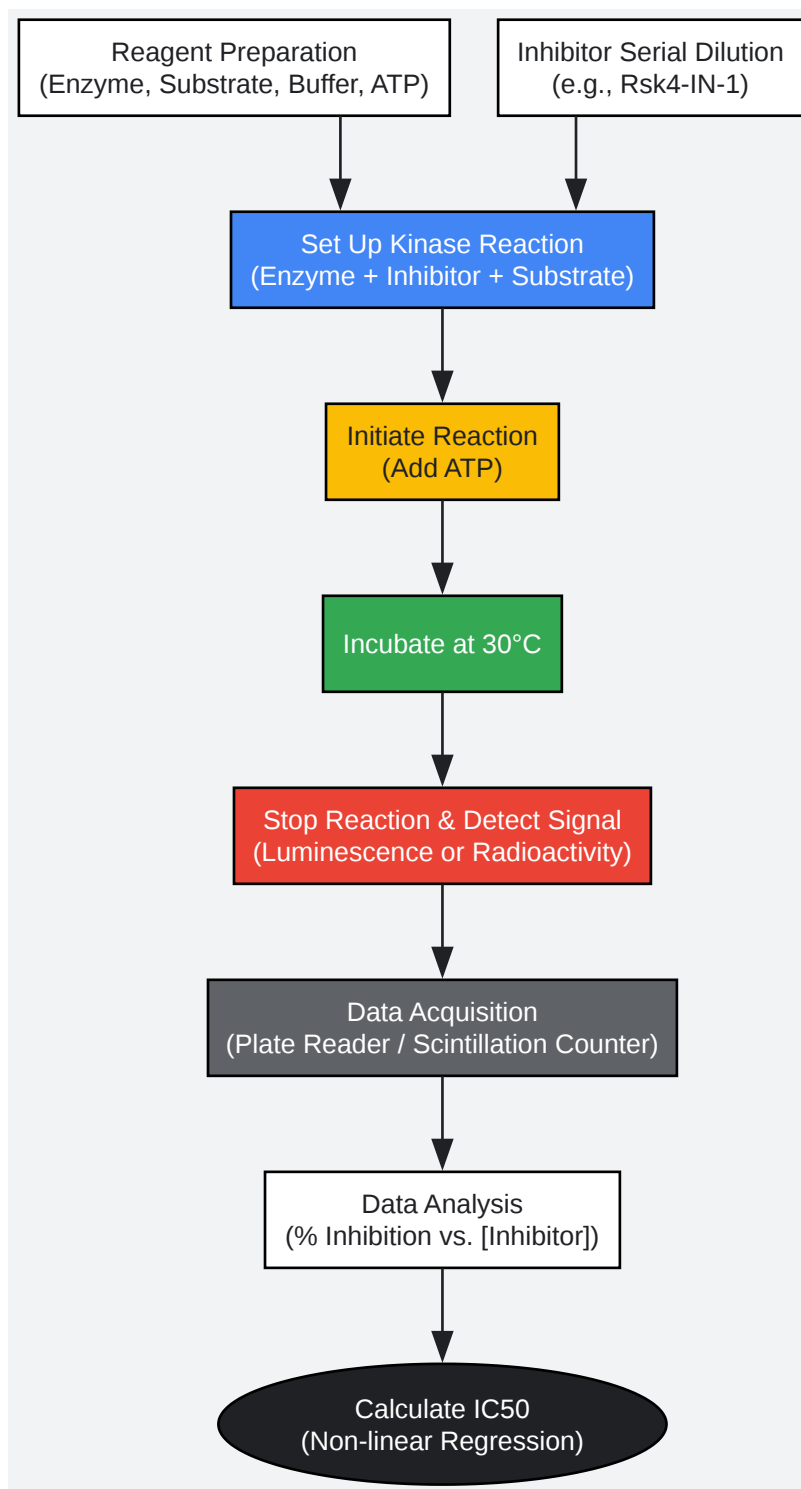 Reagent Preparation
(Enzyme, Substrate, Buffer, ATP)
Inhibitor Serial Dilution
(e.g., Rsk4-IN-1)
Set Up Kinase Reaction
(Enzyme + Inhibitor + Substrate)
Initiate Reaction
(Add ATP)
Incubate at 30°C
Stop Reaction & Detect Signal
(Luminescence or Radioactivity)
Data Acquisition
(Plate Reader / Scintillation Counter)
Data Analysis
(% Inhibition vs. [Inhibitor])
Calculate IC50
(Non-linear Regression)